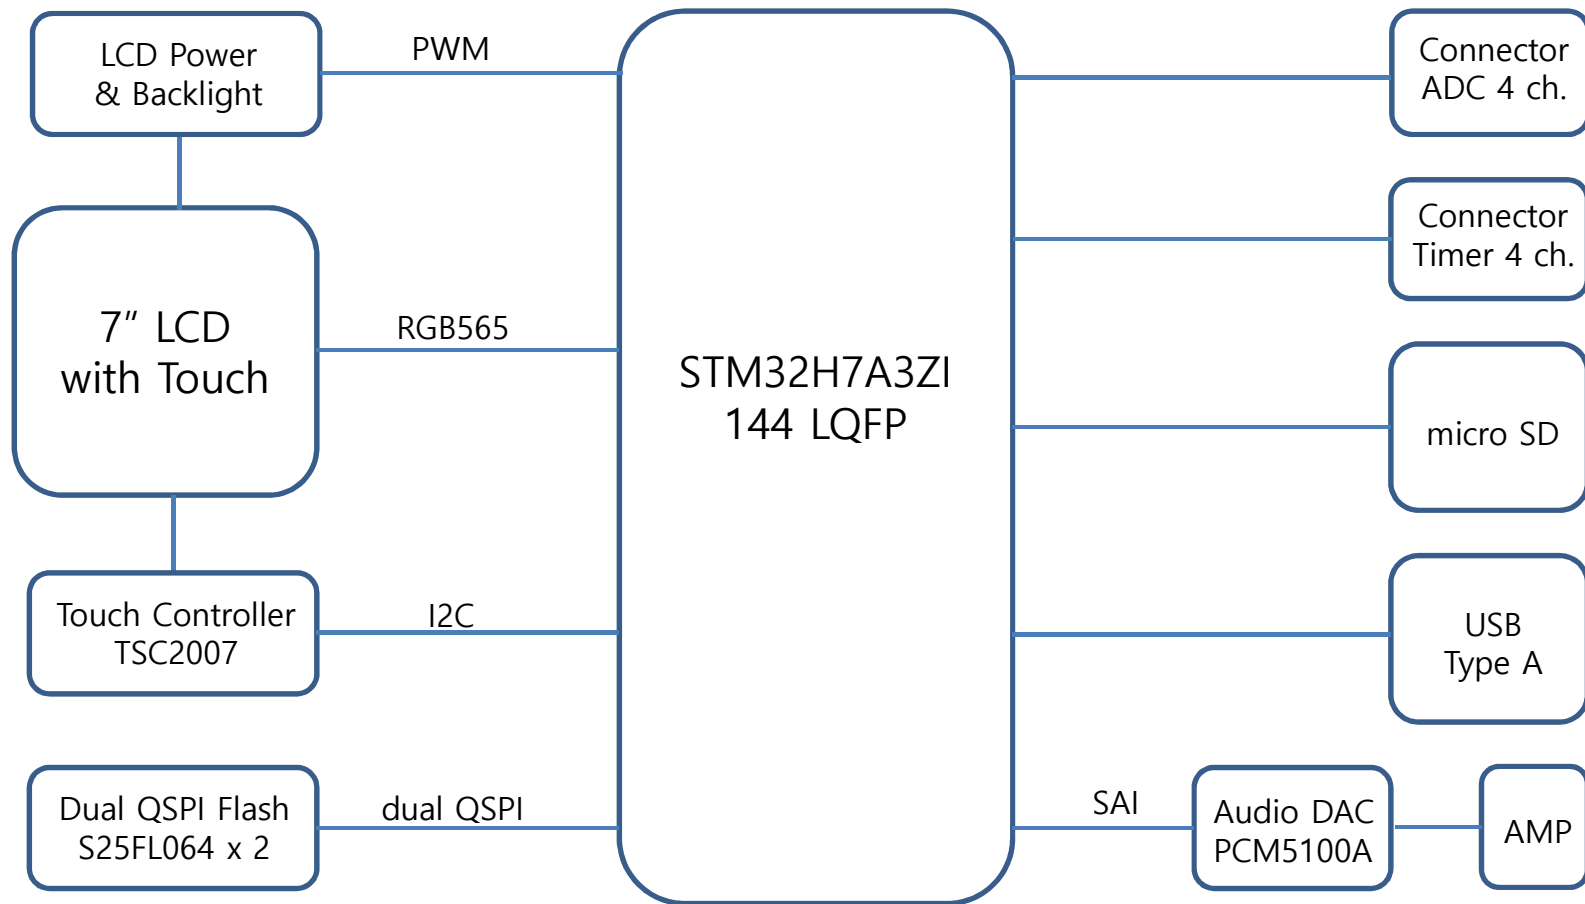 LCD Power
& Backlight
PWM
7" LCD
with Touch
RGB565
Touch Controller
TSC2007
I2C
Dual QSPI Flash
S25FL064 x 2
dual QSPI
STM32H7A3ZI
144 LQFP
Connector
ADC 4 ch.
Connector
Timer 4 ch.
micro SD
USB
Type A
SAI
Audio DAC
PCM5100A
AMP